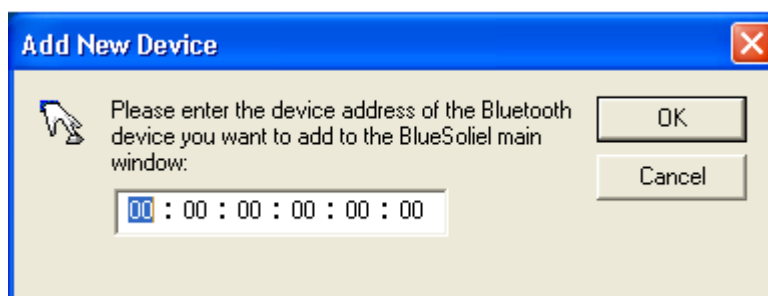 Add New Device
Please enter the device address of the Bluetooth
device you want to add to the BlueSoliel main
window:
00 : 00 : 00 : 00 : 00 : 00
OK
Cancel